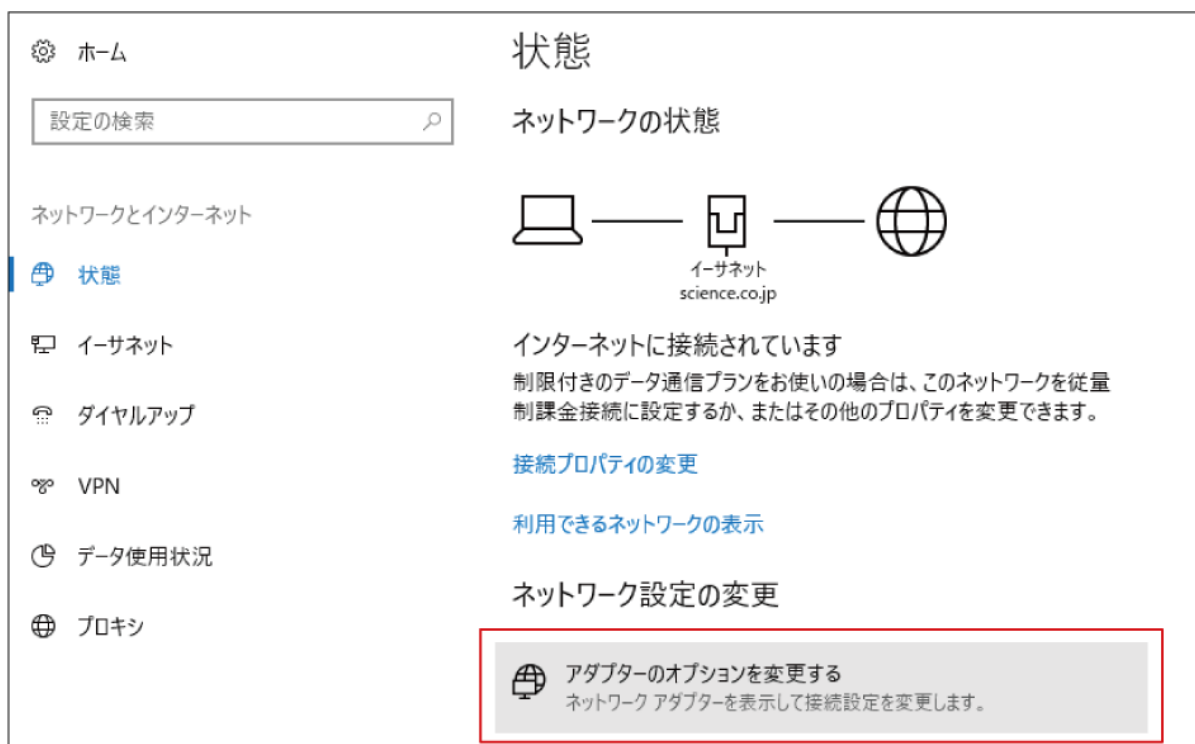 ホーム
設定の検索
ネットワークとインターネット
状態
イーサネット
ダイヤルアップ
VPN
データ使用状況
プロキシ
状態
ネットワークの状態
イーサネット
science.co.jp
インターネットに接続されています
制限付きのデータ通信プランをお使いの場合は、このネットワークを従量
制課金接続に設定するか、またはその他のプロパティを変更できます。
接続プロパティの変更
利用できるネットワークの表示
ネットワーク設定の変更
アダプターのオプションを変更する
ネットワーク アダプターを表示して接続設定を変更します。